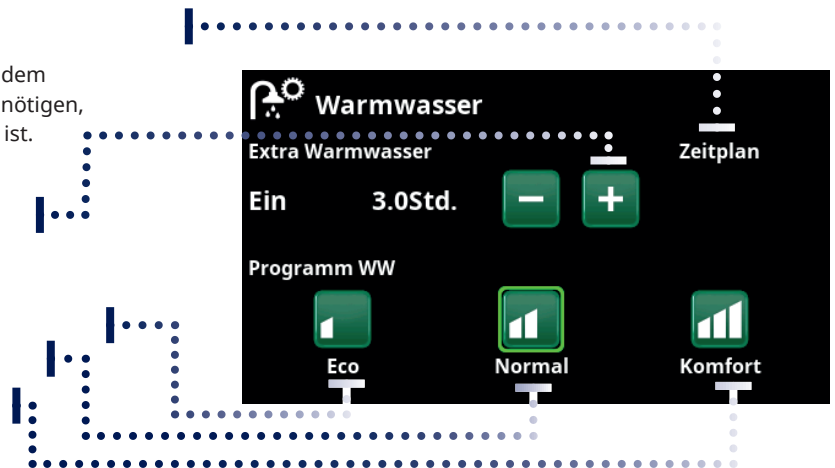 dem
nötigen,
ist.
Warmwasser
Extra Warmwasser
Zeitplan
Ein 3.0Std. − +
Programm WW
Eco Normal Komfort